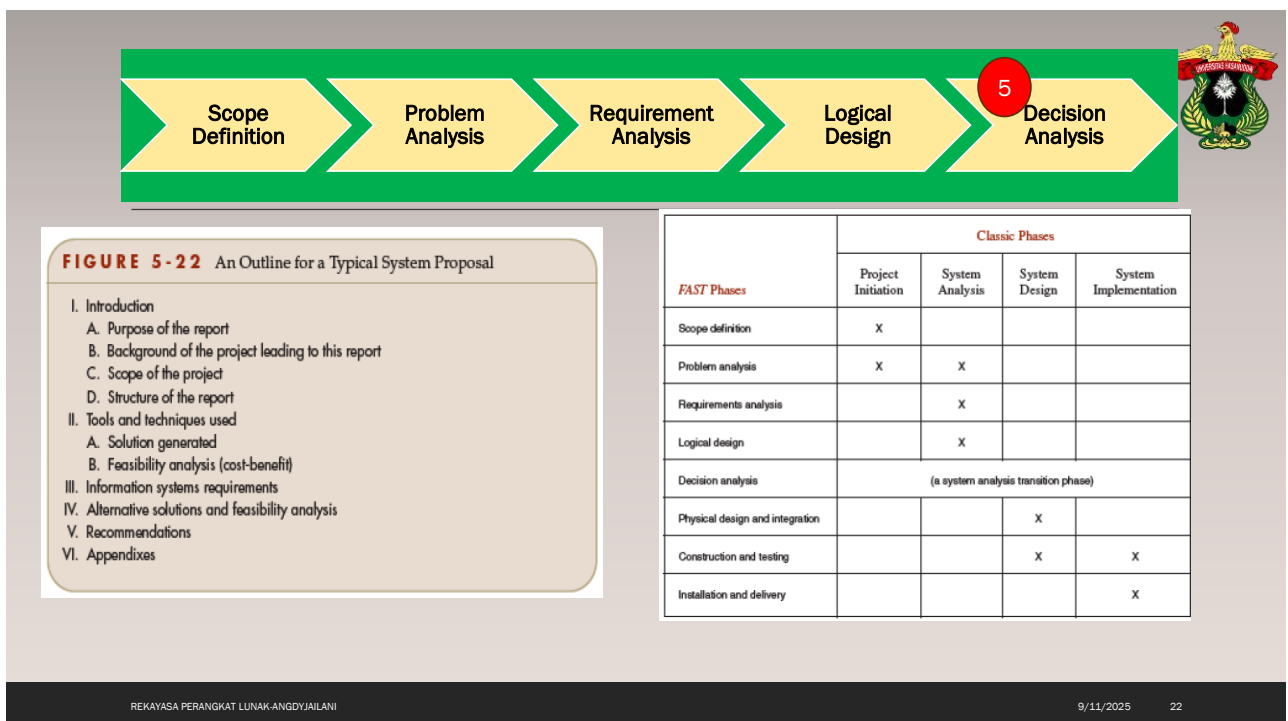 Scope
Definition
Problem
Analysis
Requirement
Analysis
Logical
Design
5
Decision
Analysis
UNIVERSITAS HASANUDDIN
FIGURE 5-22 An Outline for a Typical System Proposal
I. Introduction
A. Purpose of the report
B. Background of the project leading to this report
C. Scope of the project
D. Structure of the report
II. Tools and techniques used
A. Solution generated
B. Feasibility analysis (cost-benefit)
III. Information systems requirements
IV. Alternative solutions and feasibility analysis
V. Recommendations
VI. Appendixes
Classic Phases
FAST Phases
Project
Initiation
System
Analysis
System
Design
System
Implementation
Scope definition X
Problem analysis X X
Requirements analysis X
Logical design X
Decision analysis (a system analysis transition phase)
Physical design and integration X
Construction and testing X X
Installation and delivery X
REKAYASA PERANGKAT LUNAK-ANGDYJAILANI 9/11/2025 22